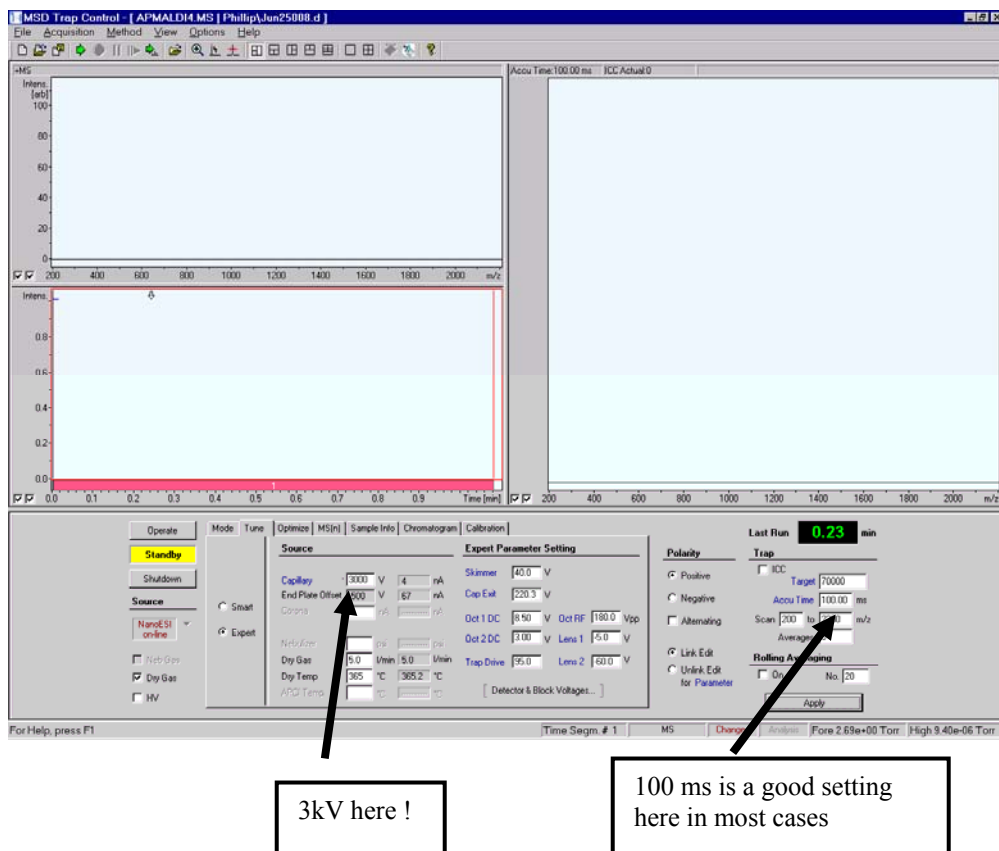 MSD Trap Control - [ APMALDI4.MS | Phillip\Jun25008.d ]
File Acquisition Method View Options Help
+MS
Accu Time:100.00 ms ICC Actual:0
Intens.
[arb]
100
80
60
40
20
0
200 400 600 800 1000 1200 1400 1600 1800 2000 m/z
Intens.
0.8
0.6
0.4
0.2
0.0
1
0.0 0.1 0.2 0.3 0.4 0.5 0.6 0.7 0.8 0.9 Time [min]
200 400 600 800 1000 1200 1400 1600 1800 2000 m/z
Operate
Standby
Shutdown
Source
NanoESI
on-line
Neb Gas
Dry Gas
HV
Mode Tune Optimize MS(n) Sample Info Chromatogram Calibration
Smart
Expert
Source
Capillary -3000 V 4 nA
End Plate Offset -500 V 67 nA
Corona nA nA
Nebulizer psi psi
Dry Gas 5.0 l/min 5.0 l/min
Dry Temp 365 °C 365.2 °C
APCI Temp °C °C
Expert Parameter Setting
Skimmer 40.0 V
Cap Exit 220.3 V
Oct 1 DC 8.50 V Oct RF 180.0 Vpp
Oct 2 DC 3.00 V Lens 1 -5.0 V
Trap Drive 95.0 Lens 2 -60.0 V
[ Detector & Block Voltages... ]
Polarity
Positive
Negative
Alternating
Link Edit
Unlink Edit
for Parameter
Last Run 0.23 min
Trap
ICC
Target 70000
Accu Time 100.00 ms
Scan 200 to m/z
Averages
Rolling Averaging
On No. 20
Apply
For Help, press F1
Time Segm. # 1 MS Change Analysis Fore 2.69e+00 Torr High 9.40e-06 Torr
3kV here !
100 ms is a good setting
here in most cases